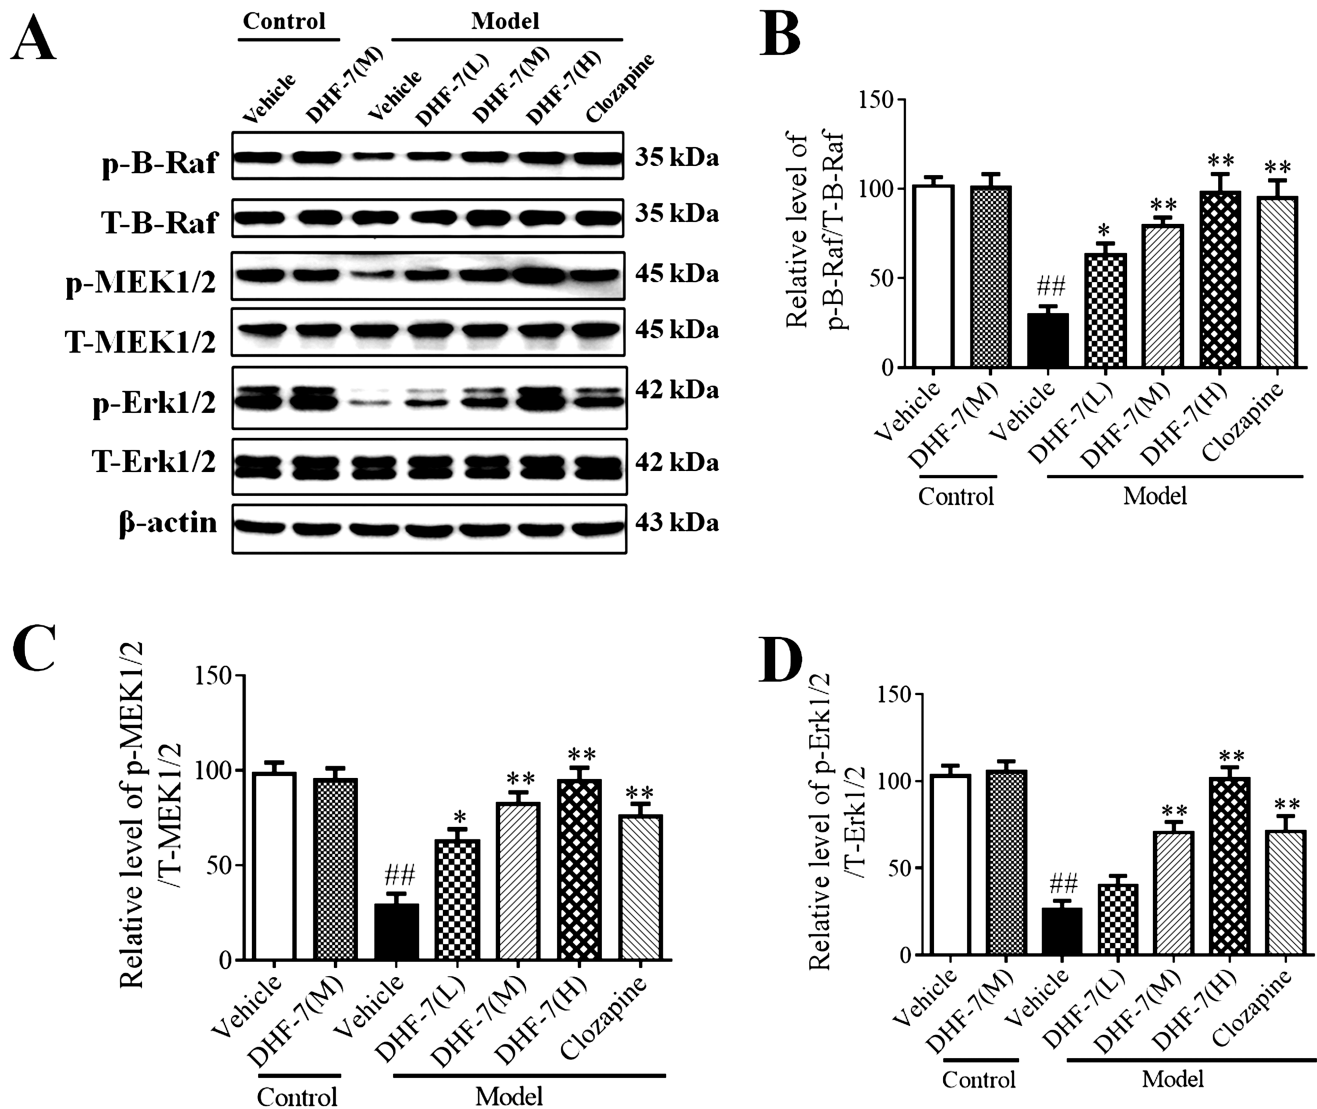 A
Control
Model
Vehicle
DHF-7(M)
Vehicle
DHF-7(L)
DHF-7(M)
DHF-7(H)
Clozapine
p-B-Raf
35 kDa
T-B-Raf
35 kDa
p-MEK1/2
45 kDa
T-MEK1/2
45 kDa
p-Erk1/2
42 kDa
T-Erk1/2
42 kDa
β-actin
43 kDa
B
Relative level of
p-B-Raf/T-B-Raf
150
100
50
0
##
*
**
**
**
Vehicle
DHF-7(M)
Vehicle
DHF-7(L)
DHF-7(M)
DHF-7(H)
Clozapine
Control
Model
C
Relative level of p-MEK1/2
/T-MEK1/2
150
100
50
0
##
*
**
**
**
Vehicle
DHF-7(M)
Vehicle
DHF-7(L)
DHF-7(M)
DHF-7(H)
Clozapine
Control
Model
D
Relative level of p-Erk1/2
/T-Erk1/2
150
100
50
0
##
**
**
**
Vehicle
DHF-7(M)
Vehicle
DHF-7(L)
DHF-7(M)
DHF-7(H)
Clozapine
Control
Model